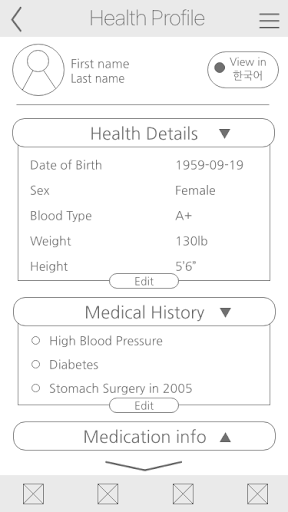 Health Profile
First name
Last name
View in
한국어
Health Details
Date of Birth 1959-09-19
Sex Female
Blood Type A+
Weight 130lb
Height 5'6"
Edit
Medical History
High Blood Pressure
Diabetes
Stomach Surgery in 2005
Edit
Medication info